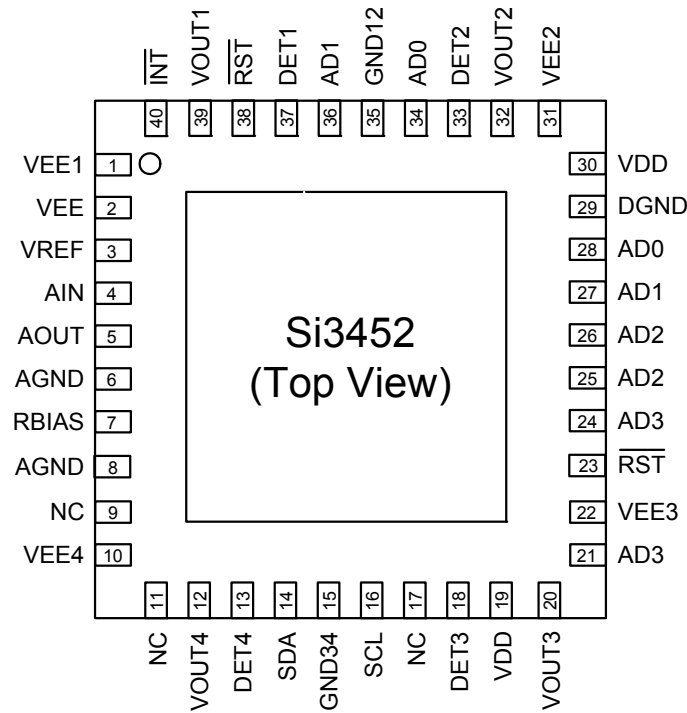 INT
VOUT1
RST
DET1
AD1
GND12
AD0
DET2
VOUT2
VEE2
40
39
38
37
36
35
34
33
32
31
VEE1 1
VEE 2
VREF 3
AIN 4
AOUT 5
AGND 6
RBIAS 7
AGND 8
NC 9
VEE4 10
Si3452
(Top View)
30 VDD
29 DGND
28 AD0
27 AD1
26 AD2
25 AD2
24 AD3
23 RST
22 VEE3
21 AD3
11
12
13
14
15
16
17
18
19
20
NC
VOUT4
DET4
SDA
GND34
SCL
NC
DET3
VDD
VOUT3